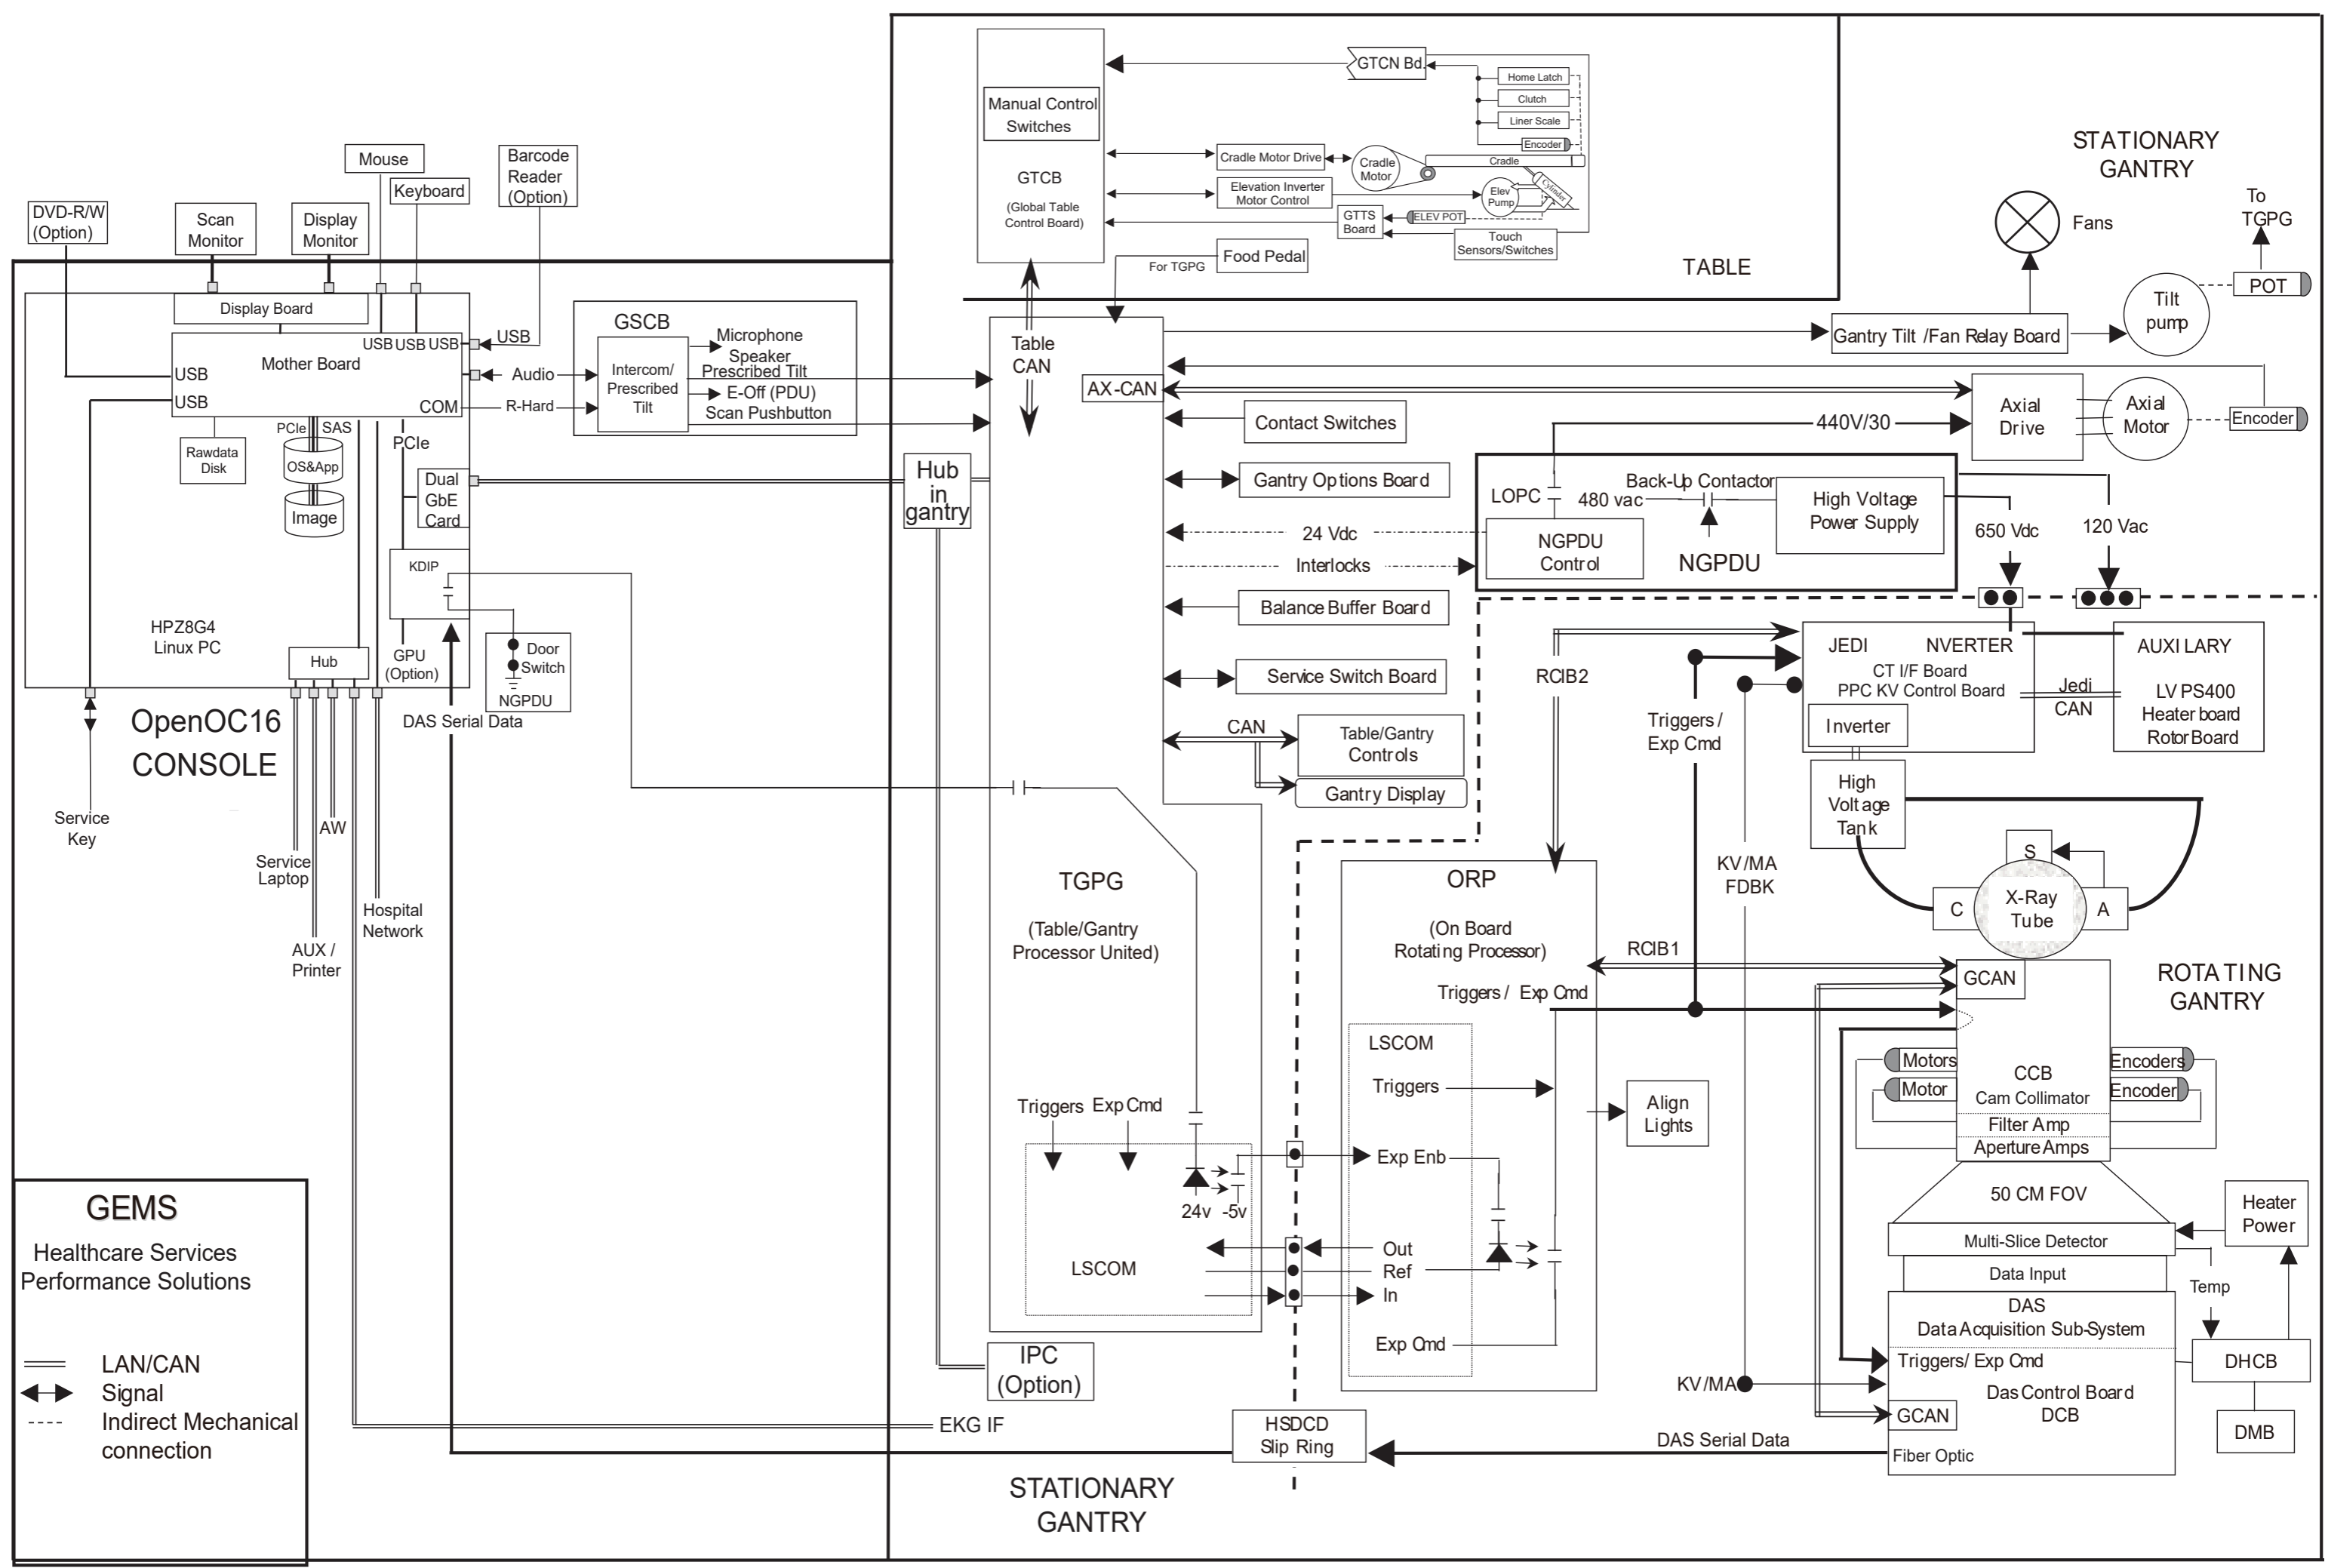 Manual Control
Switches
GTCB
(Global Table
Control Board)
GTCN Bd.
Home Latch
Clutch
Liner Scale
Encoder
Cradle
Cradle Motor Drive
Cradle
Motor
Elevation Inverter
Motor Control
Elev
Pump
Cylinder
GTTS
Board
ELEV POT
Touch
Sensors/Switches
Food Pedal
For TGPG
TABLE
STATIONARY
GANTRY
Fans
To
TGPG
POT
Tilt
pump
Gantry Tilt /Fan Relay Board
Mouse
Keyboard
Barcode
Reader
(Option)
DVD-R/W
(Option)
Scan
Monitor
Display
Monitor
Display Board
USB USB USB
Mother Board
USB
USB
COM
USB
Audio
R-Hard
GSCB
Intercom/
Prescribed
Tilt
Microphone
Speaker
Prescribed Tilt
E-Off (PDU)
Scan Pushbutton
Rawdata
Disk
PCIe
SAS
OS&App
Image
PCIe
Dual
GbE
Card
KDIP
HPZ8G4
Linux PC
Hub
GPU
(Option)
Door
Switch
NGPDU
DAS Serial Data
OpenOC16
CONSOLE
Service
Key
AW
Service
Laptop
AUX /
Printer
Hospital
Network
Hub
in
gantry
Table
CAN
AX-CAN
Contact Switches
Gantry Options Board
24 Vdc
Interlocks
Balance Buffer Board
Service Switch Board
CAN
Table/Gantry
Controls
Gantry Display
Axial
Drive
Axial
Motor
Encoder
440V/30
LOPC
480 vac
Back-Up Contactor
High Voltage
Power Supply
NGPDU
Control
NGPDU
650 Vdc
120 Vac
TGPG
(Table/Gantry
Processor United)
Triggers
Exp Cmd
24v
-5v
LSCOM
IPC
(Option)
EKG IF
ORP
(On Board
Rotating Processor)
Triggers / Exp Cmd
LSCOM
Triggers
Exp Enb
Out
Ref
In
Exp Cmd
Align
Lights
RCIB2
RCIB1
Triggers /
Exp Cmd
KV/MA
FDBK
KV/MA
JEDI
NVERTER
CT I/F Board
PPC KV Control Board
Inverter
Jedi
CAN
AUXI LARY
LV PS400
Heater board
Rotor Board
High
Voltage
Tank
S
C
X-Ray
Tube
A
ROTATING
GANTRY
GCAN
Motors
Motor
Encoders
Encoder
CCB
Cam Collimator
Filter Amp
Aperture Amps
50 CM FOV
Heater
Power
Multi-Slice Detector
Data Input
Temp
DAS
Data Acquisition Sub-System
Triggers/ Exp Cmd
Das Control Board
DCB
GCAN
Fiber Optic
DHCB
DMB
HSDCD
Slip Ring
DAS Serial Data
STATIONARY
GANTRY
GEMS
Healthcare Services
Performance Solutions
LAN/CAN
Signal
Indirect Mechanical
connection